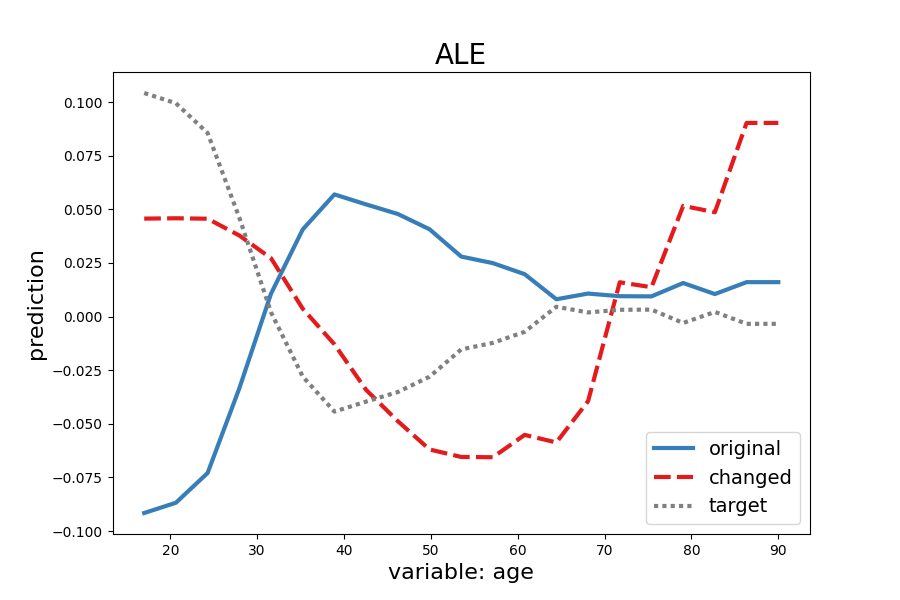 ALE
prediction
0.100
0.075
0.050
0.025
0.000
−0.025
−0.050
−0.075
−0.100
original
changed
target
20 30 40 50 60 70 80 90
variable: age